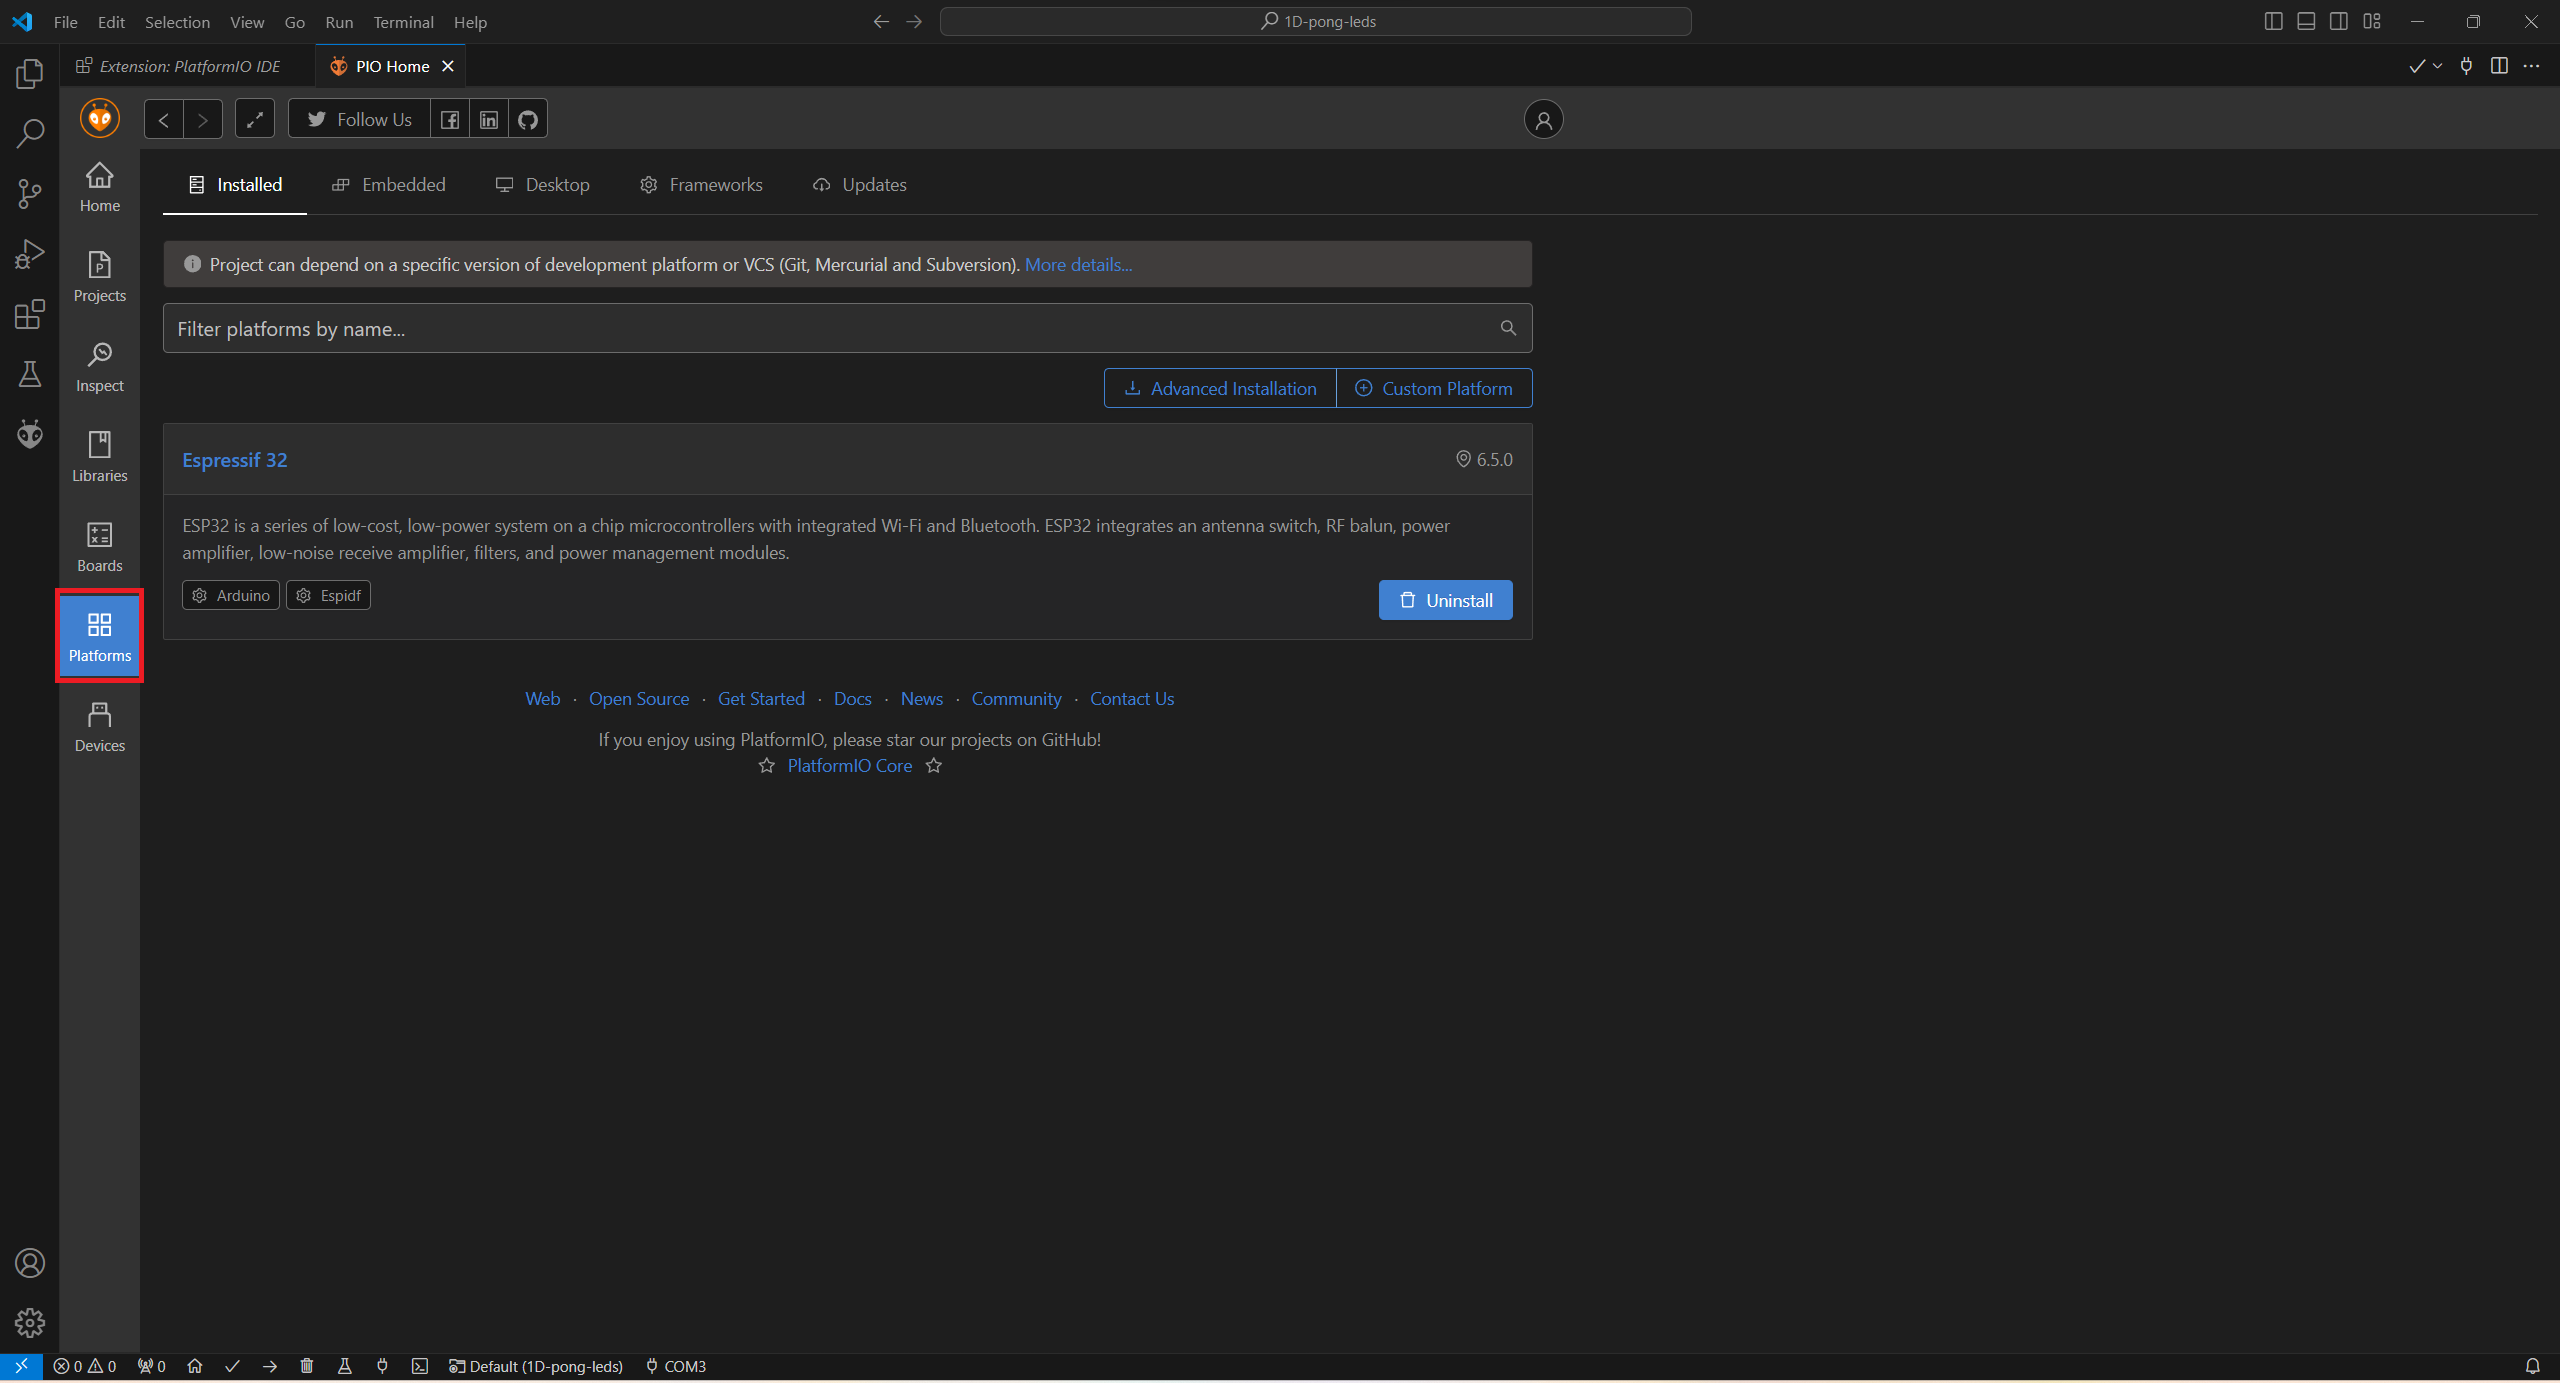 File Edit Selection View Go Run Terminal Help
1D-pong-leds
Extension: PlatformIO IDE
PIO Home
Follow Us
Home
Projects
Inspect
Libraries
Boards
Platforms
Devices
Installed Embedded Desktop Frameworks Updates
Project can depend on a specific version of development platform or VCS (Git, Mercurial and Subversion). More details...
Filter platforms by name...
Advanced Installation Custom Platform
Espressif 32 6.5.0
ESP32 is a series of low-cost, low-power system on a chip microcontrollers with integrated Wi-Fi and Bluetooth. ESP32 integrates an antenna switch, RF balun, power
amplifier, low-noise receive amplifier, filters, and power management modules.
Arduino Espidf
Uninstall
Web · Open Source · Get Started · Docs · News · Community · Contact Us
If you enjoy using PlatformIO, please star our projects on GitHub!
PlatformIO Core
0 0 0 Default (1D-pong-leds) COM3